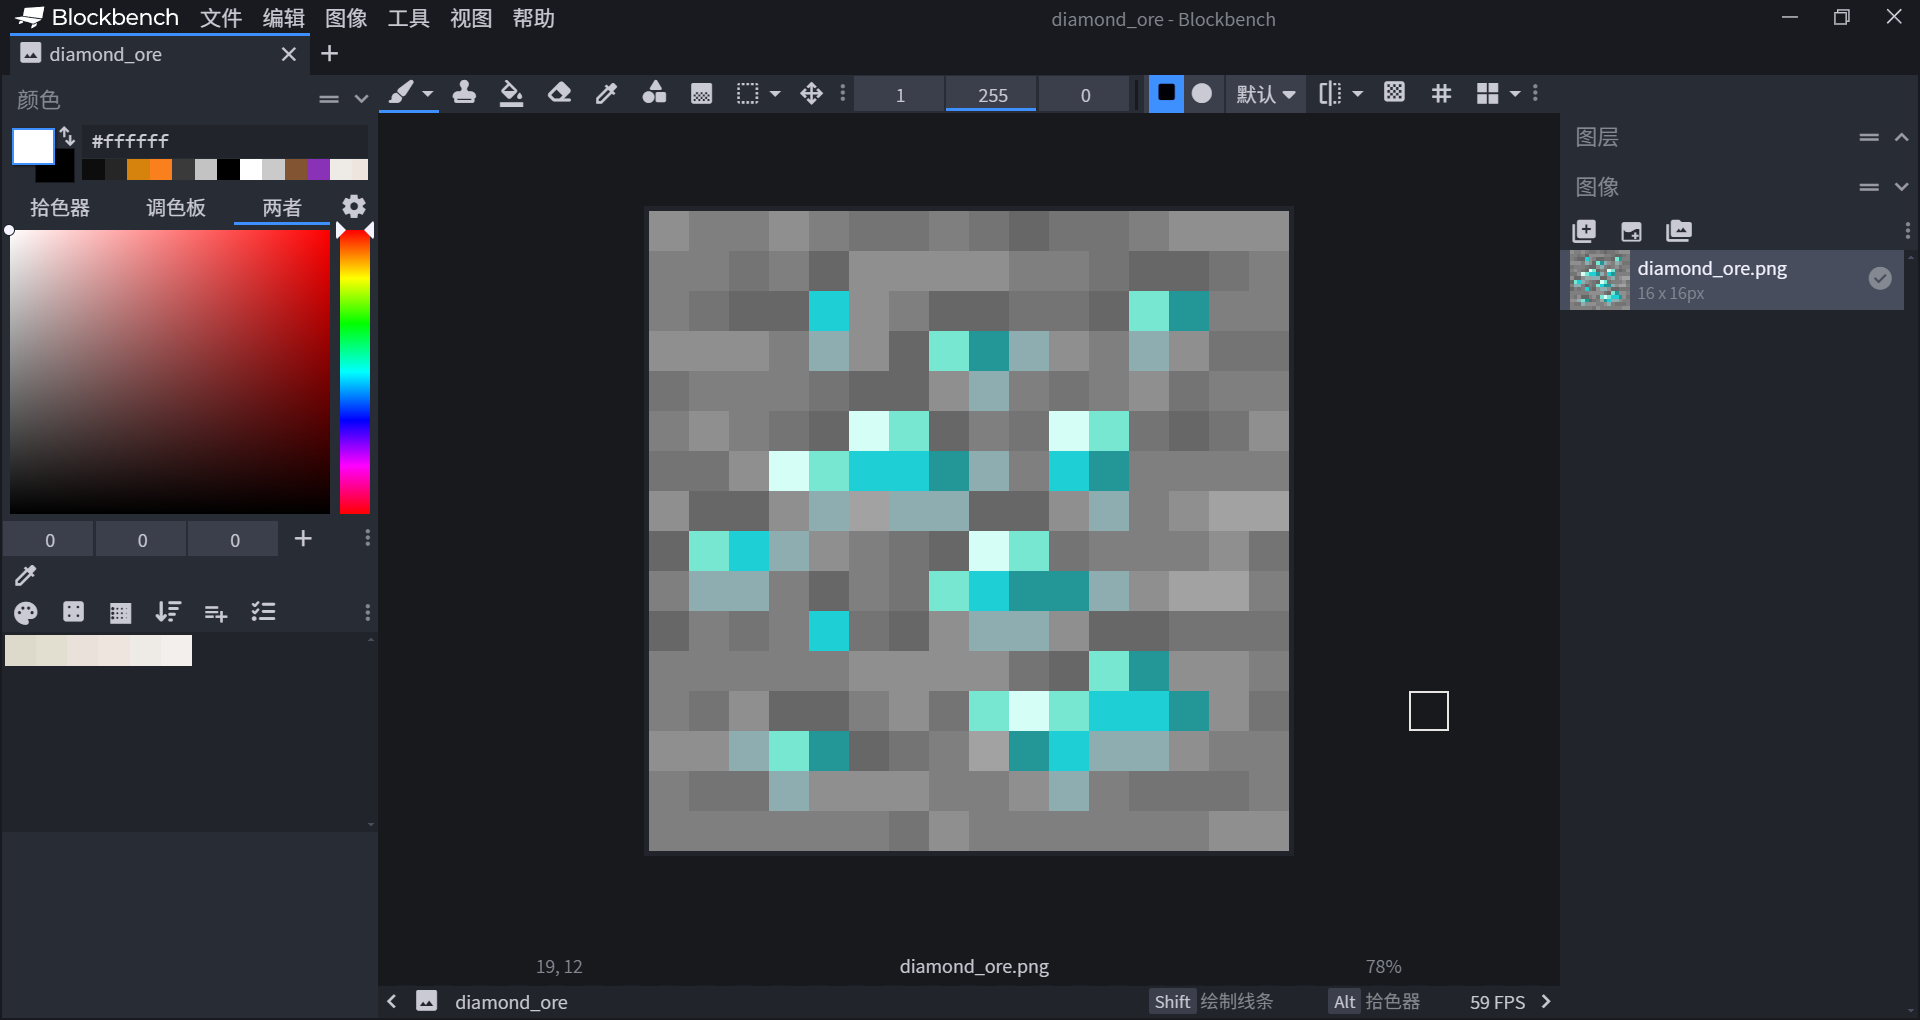 Blockbench 文件 编辑 图像 工具 视图 帮助
diamond_ore - Blockbench
diamond_ore
颜色
1 255 0 默认
#ffffff
拾色器 调色板 两者
0 0 0
图层
图像
diamond_ore.png
16 x 16px
19, 12 diamond_ore.png 78%
diamond_ore Shift 绘制线条 Alt 拾色器 59 FPS